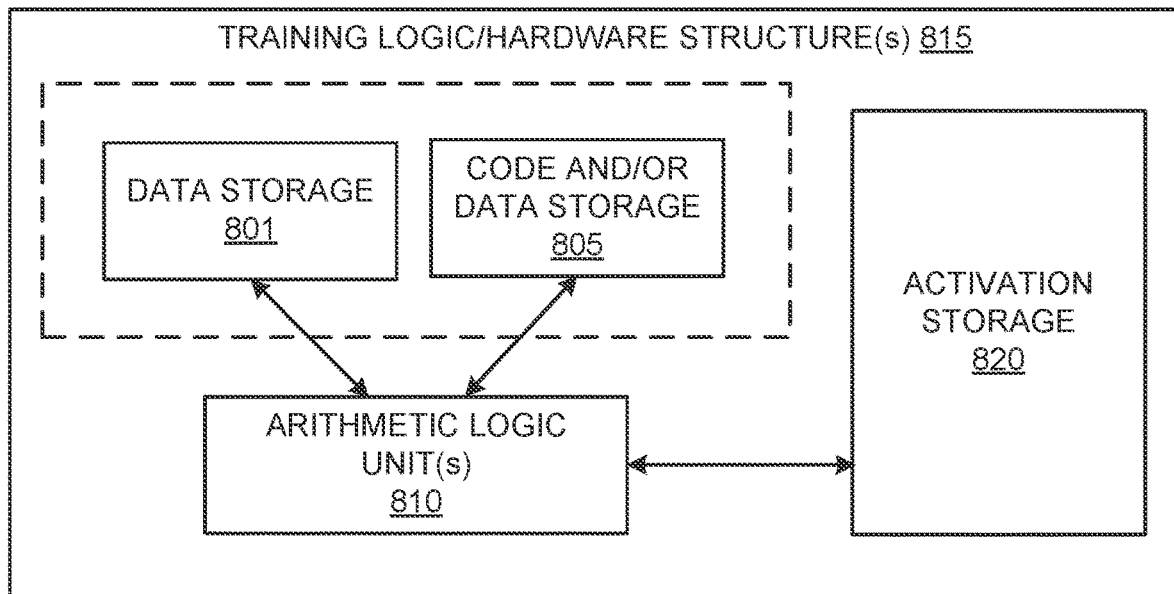 TRAINING LOGIC/HARDWARE STRUCTURE(s) 815
DATA STORAGE
801
CODE AND/OR
DATA STORAGE
805
ARITHMETIC LOGIC
UNIT(s)
810
ACTIVATION
STORAGE
820